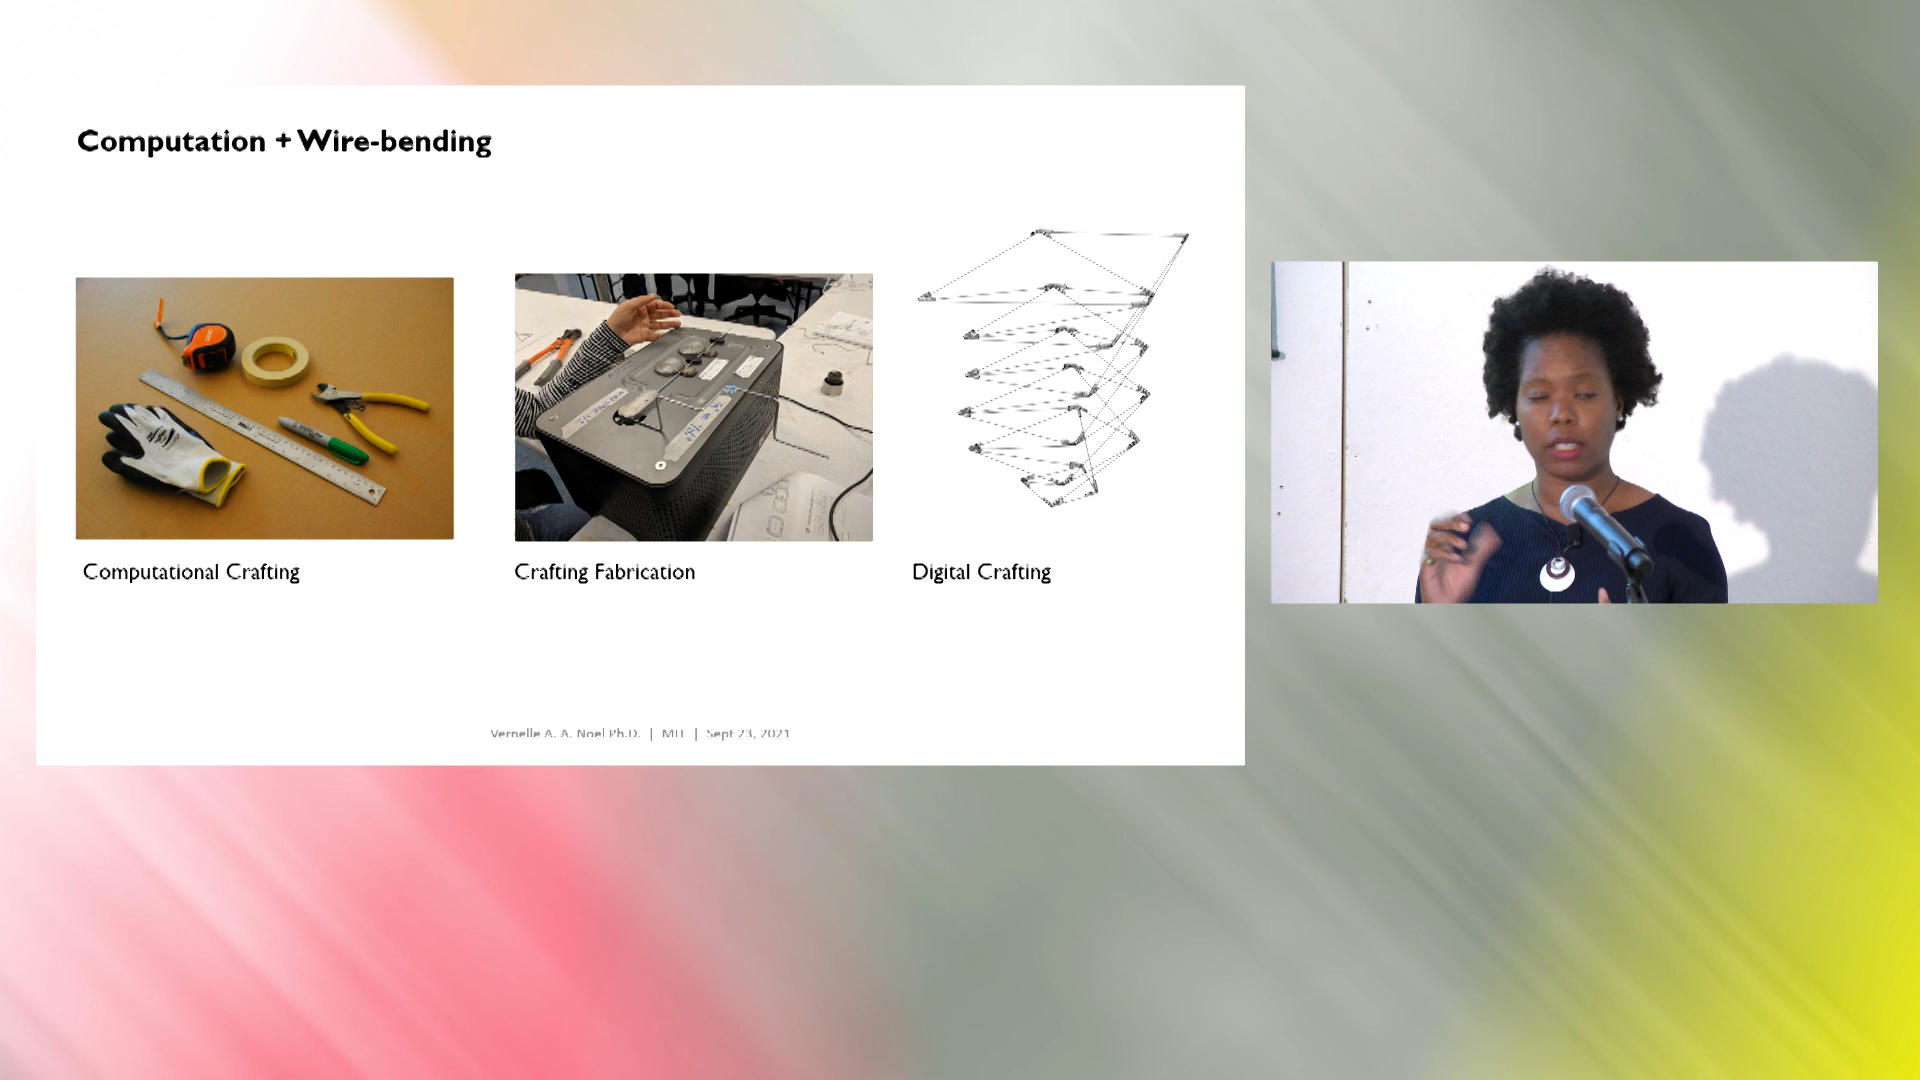 Computation + Wire-bending
Computational Crafting
Crafting Fabrication
Digital Crafting
Vernelle A. A. Noel Ph.D. | MIT | Sept 23, 2021